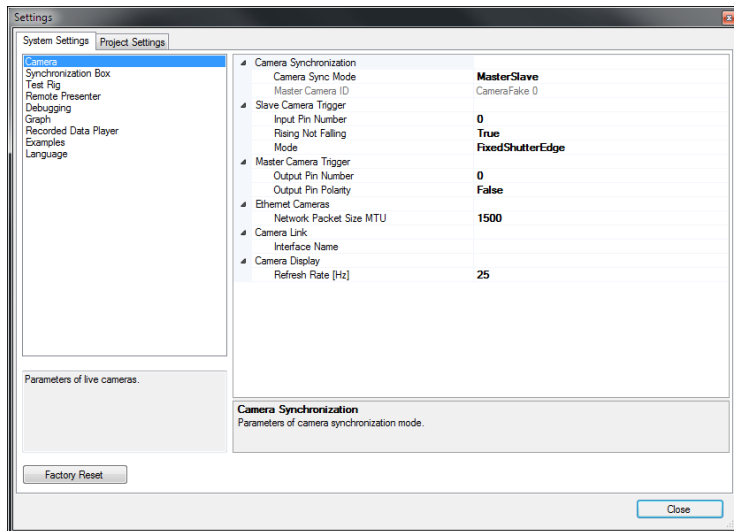 Settings
System Settings Project Settings
Camera
Synchronization Box
Test Rig
Remote Presenter
Debugging
Graph
Recorded Data Player
Examples
Language
Camera Synchronization
Camera Sync Mode MasterSlave
Master Camera ID CameraFake 0
Slave Camera Trigger
Input Pin Number 0
Rising Not Falling True
Mode FixedShutterEdge
Master Camera Trigger
Output Pin Number 0
Output Pin Polarity False
Ethernet Cameras
Network Packet Size MTU 1500
Camera Link
Interface Name
Camera Display
Refresh Rate [Hz] 25
Parameters of live cameras.
Camera Synchronization
Parameters of camera synchronization mode.
Factory Reset
Close